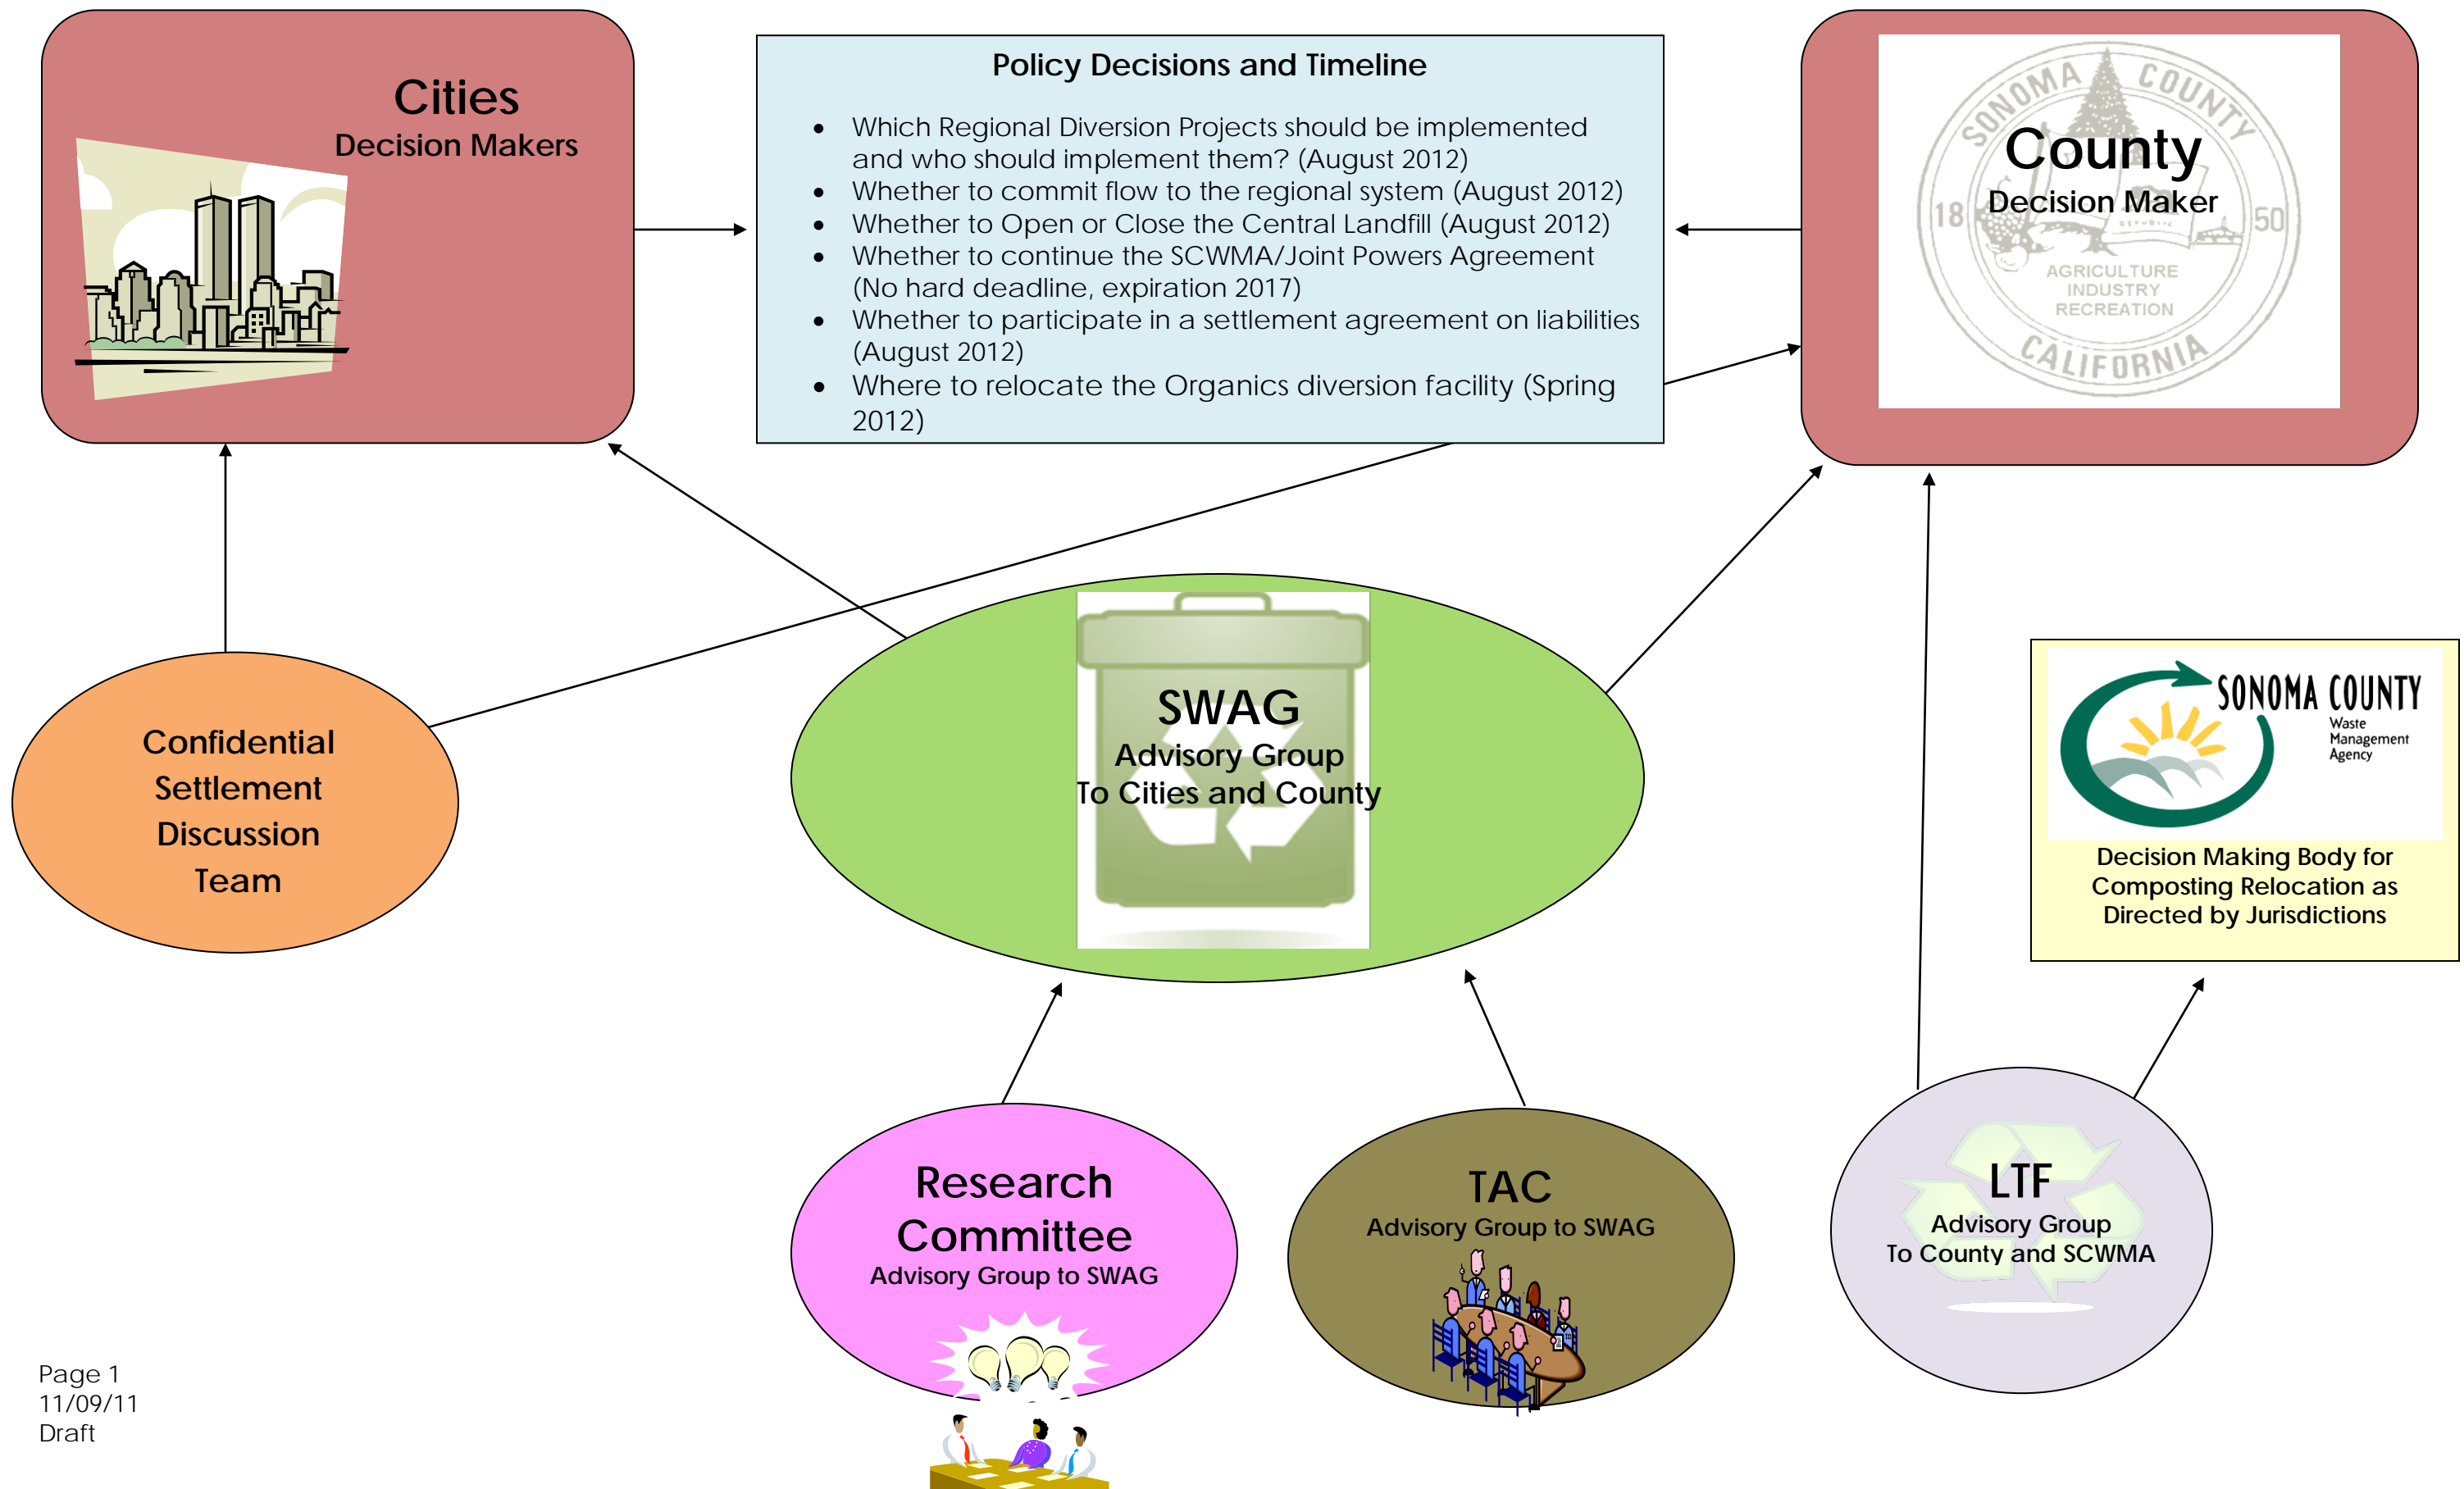 Cities
Decision Makers
Policy Decisions and Timeline
• Which Regional Diversion Projects should be implemented
and who should implement them? (August 2012)
• Whether to commit flow to the regional system (August 2012)
• Whether to Open or Close the Central Landfill (August 2012)
• Whether to continue the SCWMA/Joint Powers Agreement
(No hard deadline, expiration 2017)
• Whether to participate in a settlement agreement on liabilities
(August 2012)
• Where to relocate the Organics diversion facility (Spring
2012)
SONOMA COUNTY
County
Decision Maker
18 50
AGRICULTURE
INDUSTRY
RECREATION
CALIFORNIA
Confidential
Settlement
Discussion
Team
SWAG
Advisory Group
To Cities and County
SONOMA COUNTY
Waste
Management
Agency
Decision Making Body for
Composting Relocation as
Directed by Jurisdictions
Research
Committee
Advisory Group to SWAG
TAC
Advisory Group to SWAG
LTF
Advisory Group
To County and SCWMA
Page 1
11/09/11
Draft